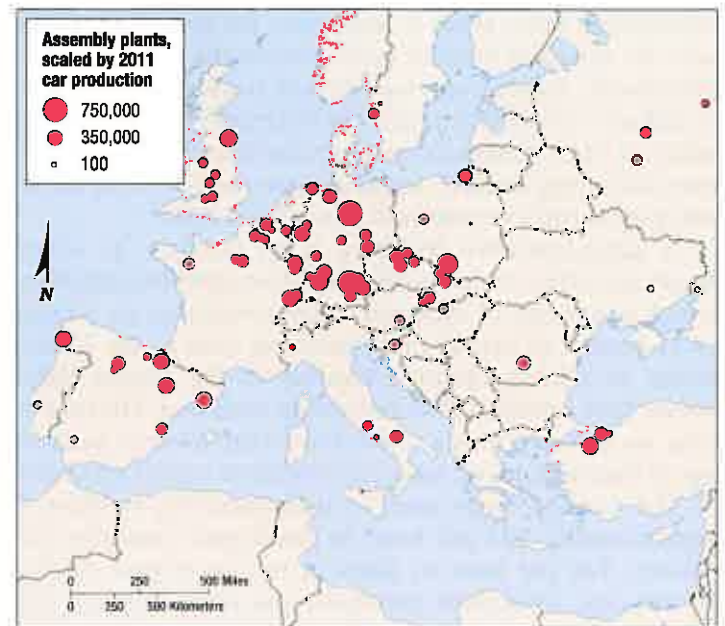 Assembly plants,
scaled by 2011
car production
750,000
350,000
100
N
0 250 500 Miles
0 250 500 Kilometers